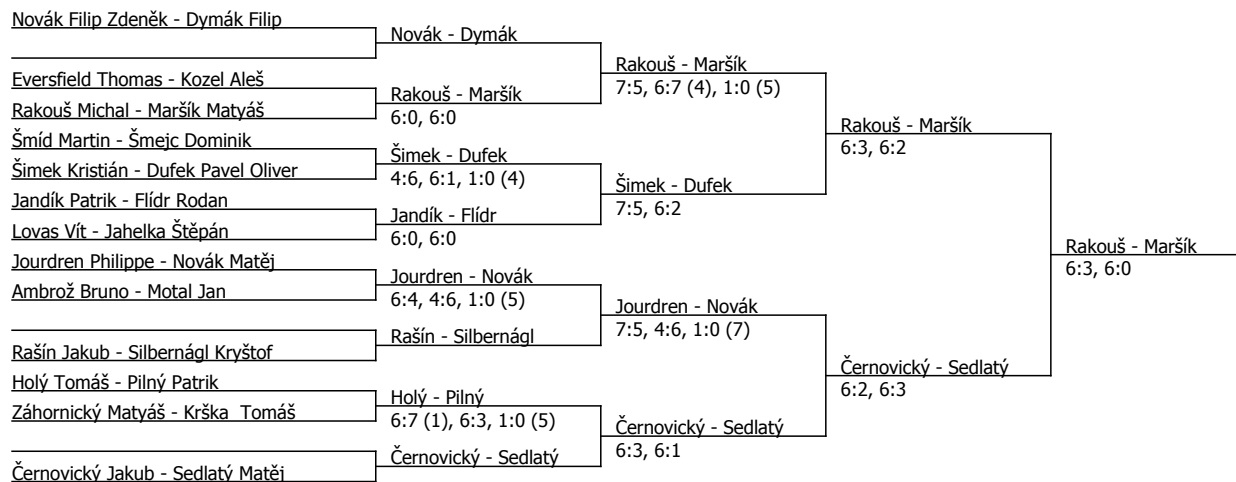 Novák Filip Zdeněk - Dymák Filip
Eversfield Thomas - Kozel Aleš
Rakouš Michal - Maršík Matyáš
Šmíd Martin - Šmejc Dominik
Šimek Kristián - Dufek Pavel Oliver
Jandík Patrik - Flídr Rodan
Lovas Vít - Jahelka Štěpán
Jourdren Philippe - Novák Matěj
Ambrož Bruno - Motal Jan
Rašín Jakub - Silbernágl Kryštof
Holý Tomáš - Pilný Patrik
Záhornický Matyáš - Krška  Tomáš
Černovický Jakub - Sedlatý Matěj
Novák - Dymák
Rakouš - Maršík
6:0, 6:0
Šimek - Dufek
4:6, 6:1, 1:0 (4)
Jandík - Flídr
6:0, 6:0
Jourdren - Novák
6:4, 4:6, 1:0 (5)
Rašín - Silbernágl
Holý - Pilný
6:7 (1), 6:3, 1:0 (5)
Černovický - Sedlatý
Rakouš - Maršík
7:5, 6:7 (4), 1:0 (5)
Šimek - Dufek
7:5, 6:2
Jourdren - Novák
7:5, 4:6, 1:0 (7)
Černovický - Sedlatý
6:3, 6:1
Rakouš - Maršík
6:3, 6:2
Černovický - Sedlatý
6:2, 6:3
Rakouš - Maršík
6:3, 6:0